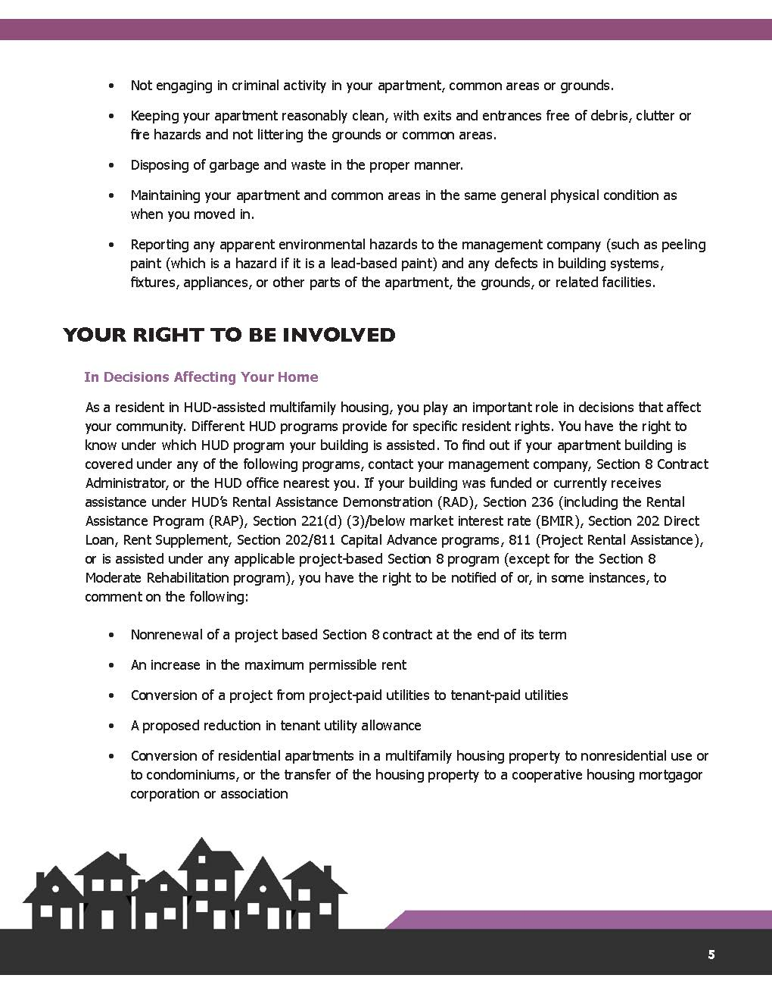 • Not engaging in criminal activity in your apartment, common areas or grounds.
• Keeping your apartment reasonably clean, with exits and entrances free of debris, clutter or
fire hazards and not littering the grounds or common areas.
• Disposing of garbage and waste in the proper manner.
• Maintaining your apartment and common areas in the same general physical condition as
when you moved in.
• Reporting any apparent environmental hazards to the management company (such as peeling
paint (which is a hazard if it is a lead-based paint) and any defects in building systems,
fixtures, appliances, or other parts of the apartment, the grounds, or related facilities.
YOUR RIGHT TO BE INVOLVED
In Decisions Affecting Your Home
As a resident in HUD-assisted multifamily housing, you play an important role in decisions that affect
your community. Different HUD programs provide for specific resident rights. You have the right to
know under which HUD program your building is assisted. To find out if your apartment building is
covered under any of the following programs, contact your management company, Section 8 Contract
Administrator, or the HUD office nearest you. If your building was funded or currently receives
assistance under HUD’s Rental Assistance Demonstration (RAD), Section 236 (including the Rental
Assistance Program (RAP), Section 221(d) (3)/below market interest rate (BMIR), Section 202 Direct
Loan, Rent Supplement, Section 202/811 Capital Advance programs, 811 (Project Rental Assistance),
or is assisted under any applicable project-based Section 8 program (except for the Section 8
Moderate Rehabilitation program), you have the right to be notified of or, in some instances, to
comment on the following:
• Nonrenewal of a project based Section 8 contract at the end of its term
• An increase in the maximum permissible rent
• Conversion of a project from project-paid utilities to tenant-paid utilities
• A proposed reduction in tenant utility allowance
• Conversion of residential apartments in a multifamily housing property to nonresidential use or
to condominiums, or the transfer of the housing property to a cooperative housing mortgagor
corporation or association
5